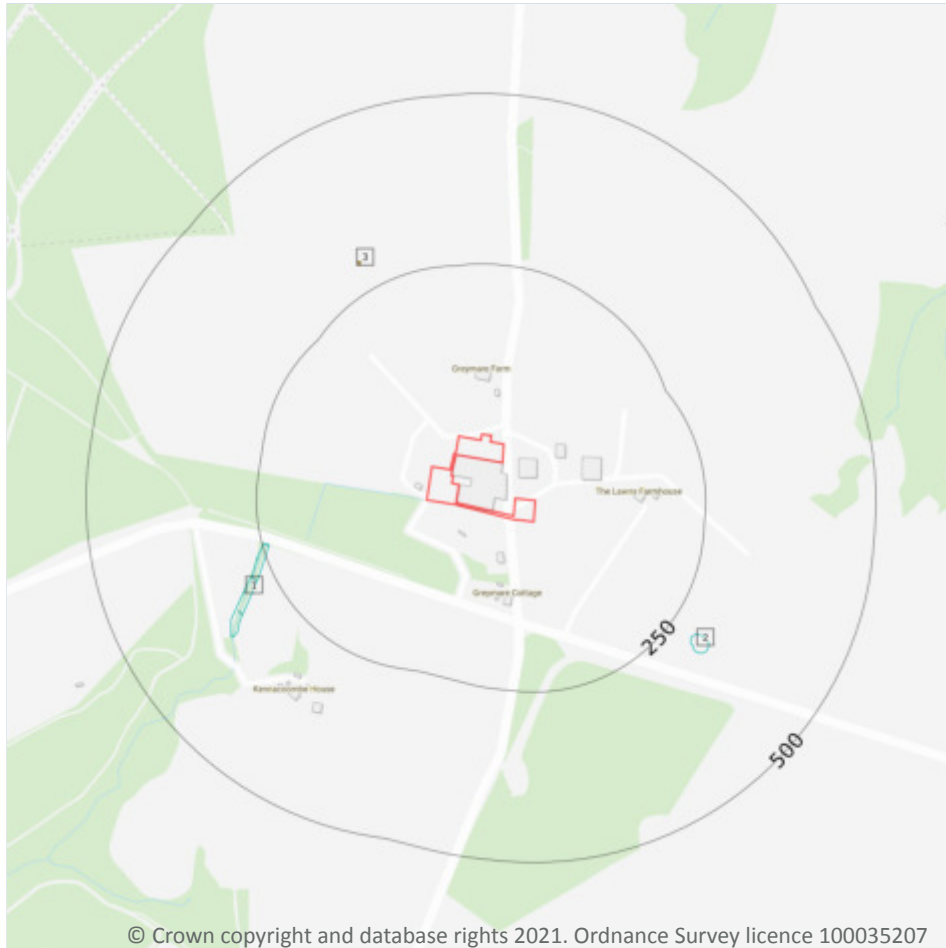 3
Greymare Farm
The Lawns Farmhouse
1
Greymare Cottage
250
2
Kennacoombe House
500
© Crown copyright and database rights 2021. Ordnance Survey licence 100035207